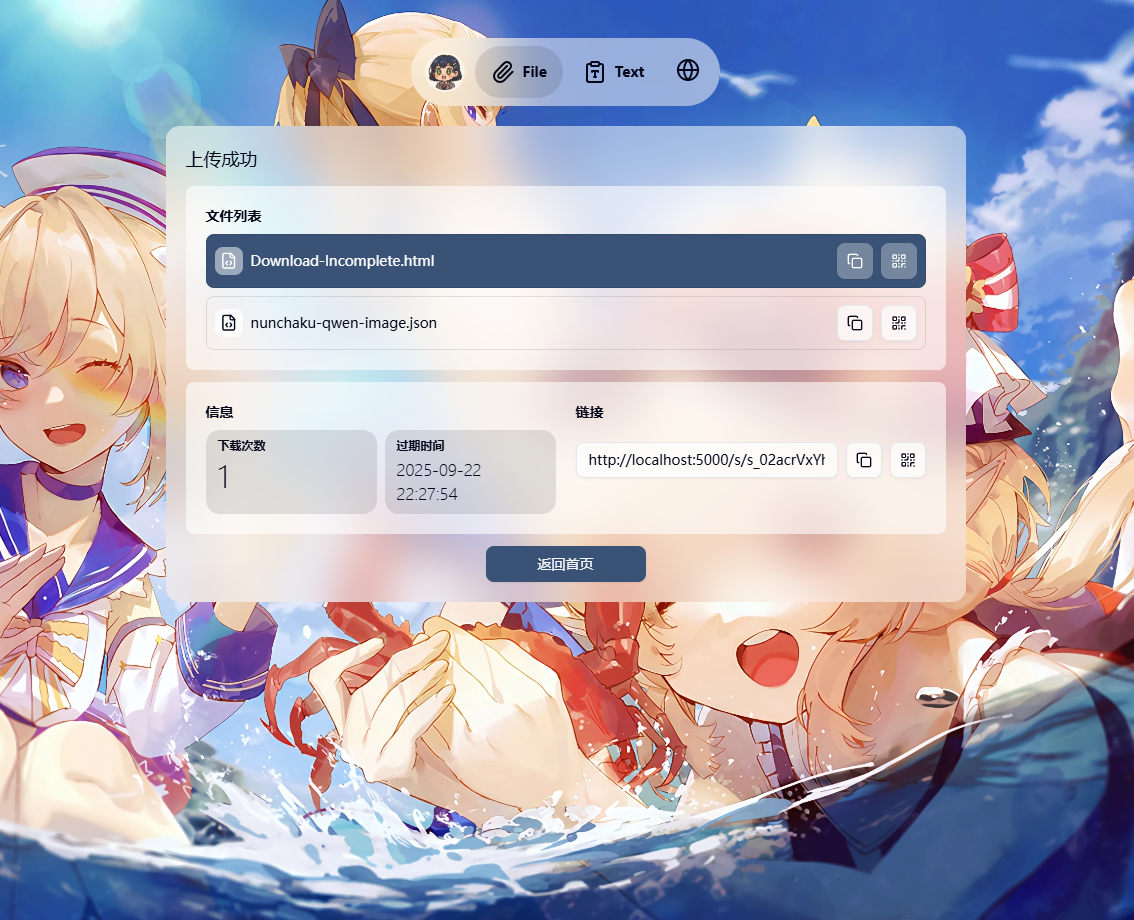 File
Text
上传成功
文件列表
Download-Incomplete.html
nunchaku-qwen-image.json
信息
下载次数
1
过期时间
2025-09-22
22:27:54
链接
http://localhost:5000/s/s_02acrVxYh
返回首页